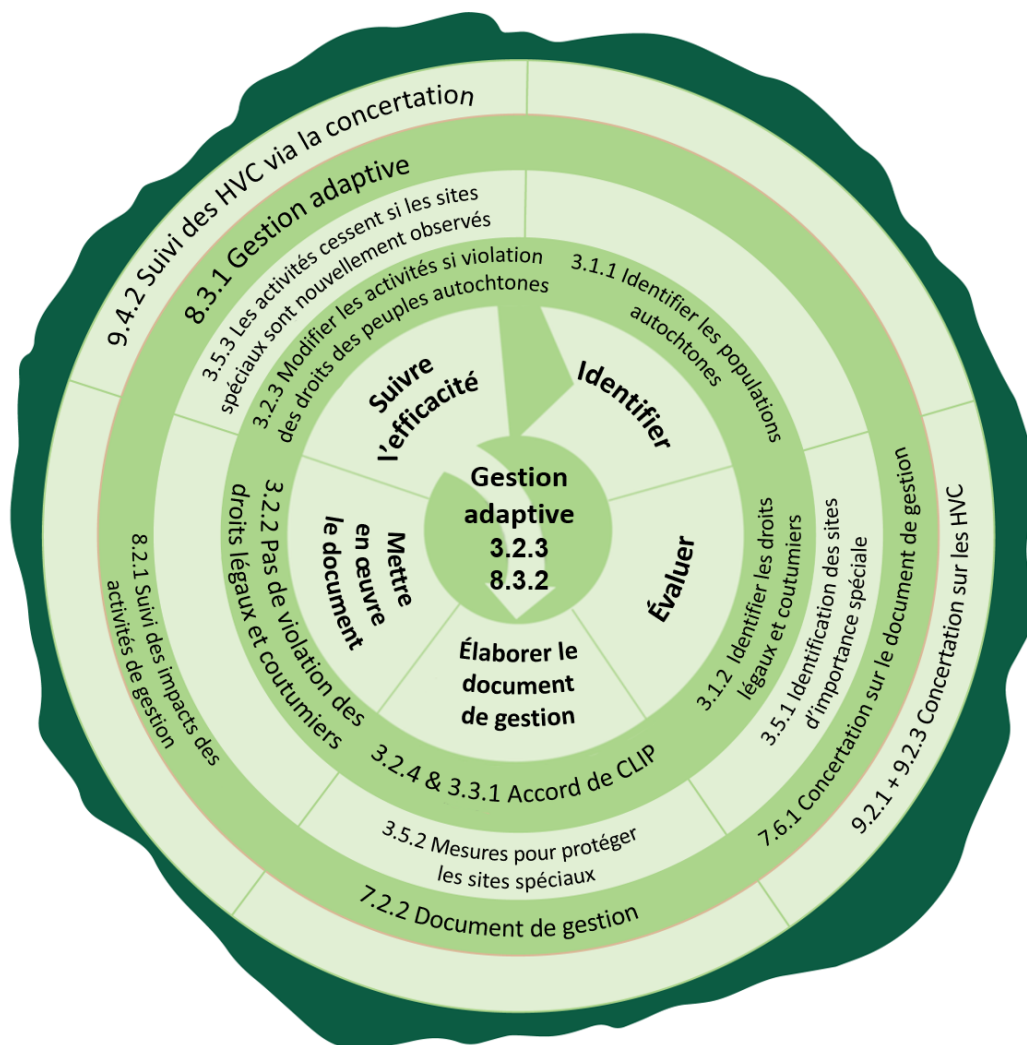 9.4.2 Suivi des HVC via la concertation
8.3.1 Gestion adaptive
3.5.3 Les activités cessent si les sites
spéciaux sont nouvellement observés
3.2.3 Modifier les activités si violation
des droits des peuples autochtones
3.1.1 Identifier les populations
autochtones
Suivre
l'efficacité
Identifier
Gestion
adaptive
3.2.3
8.3.2
Évaluer
3.1.2 Identifier les droits
légaux et coutumiers
3.5.1 Identification des sites
d'importance spéciale
7.6.1 Concertation sur le document de gestion
9.2.1 + 9.2.3 Concertation sur les HVC
Élaborer le
document
de gestion
3.2.4 & 3.3.1 Accord de CLIP
3.5.2 Mesures pour protéger
les sites spéciaux
7.2.2 Document de gestion
Mettre
en œuvre
le document
3.2.2 Pas de violation des
droits légaux et coutumiers
8.2.1 Suivi des impacts des
activités de gestion